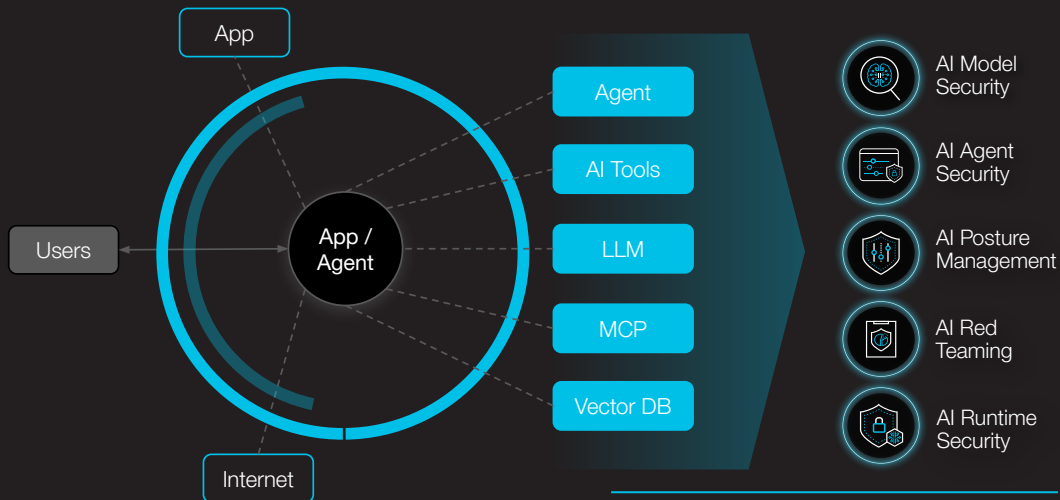 App
Users
App /
Agent
Internet
Agent
AI Tools
LLM
MCP
Vector DB
AI Model
Security
AI Agent
Security
AI Posture
Management
AI Red
Teaming
AI Runtime
Security